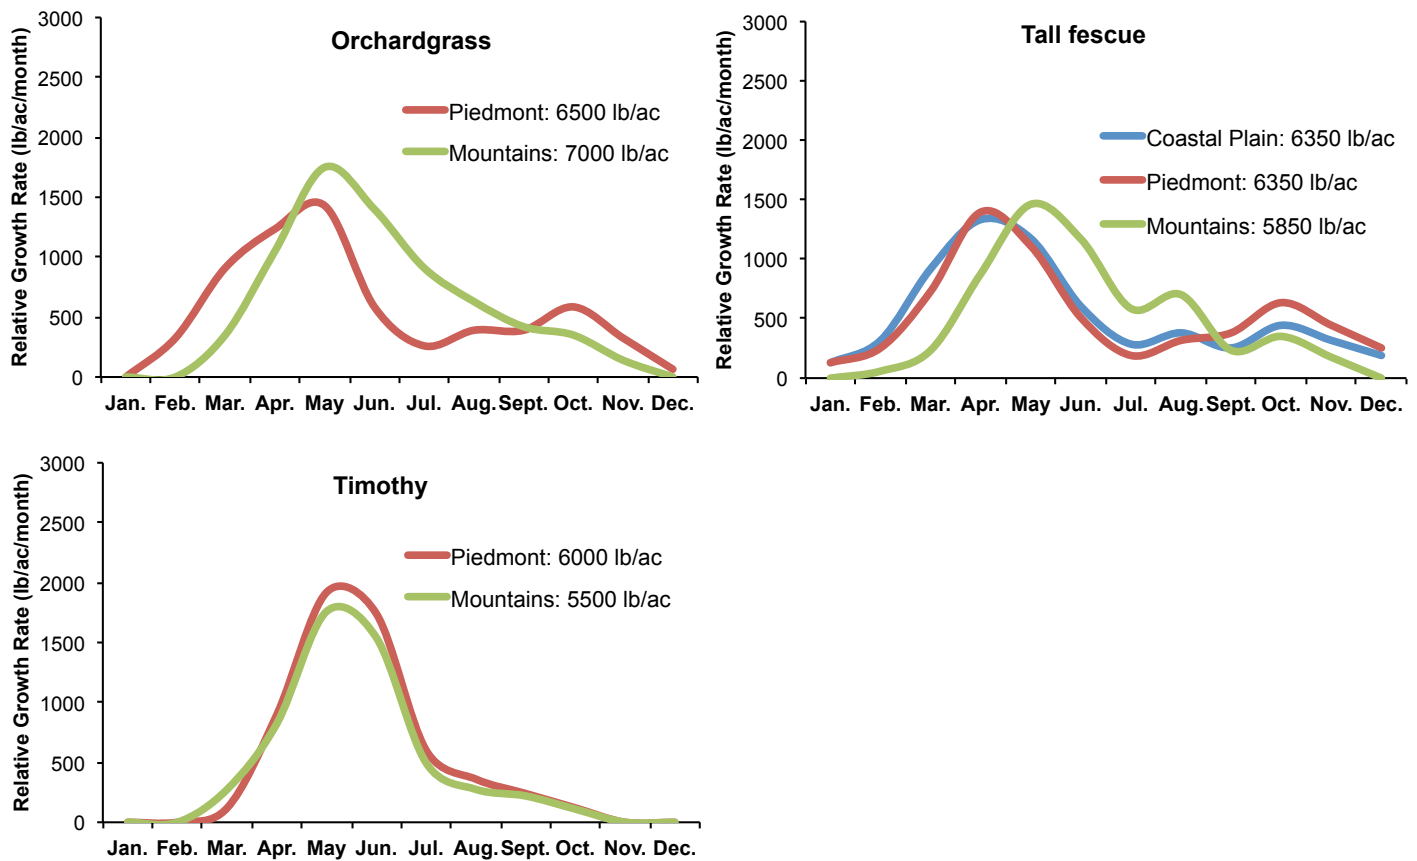 Orchardgrass
Relative Growth Rate (lb/ac/month)
3000
2500
2000
1500
1000
500
0
Piedmont: 6500 lb/ac
Mountains: 7000 lb/ac
Jan. Feb. Mar. Apr. May Jun. Jul. Aug. Sept. Oct. Nov. Dec.
Tall fescue
Relative Growth Rate (lb/ac/month)
3000
2500
2000
1500
1000
500
0
Coastal Plain: 6350 lb/ac
Piedmont: 6350 lb/ac
Mountains: 5850 lb/ac
Jan. Feb. Mar. Apr. May Jun. Jul. Aug. Sept. Oct. Nov. Dec.
Timothy
Relative Growth Rate (lb/ac/month)
3000
2500
2000
1500
1000
500
0
Piedmont: 6000 lb/ac
Mountains: 5500 lb/ac
Jan. Feb. Mar. Apr. May Jun. Jul. Aug. Sept. Oct. Nov. Dec.